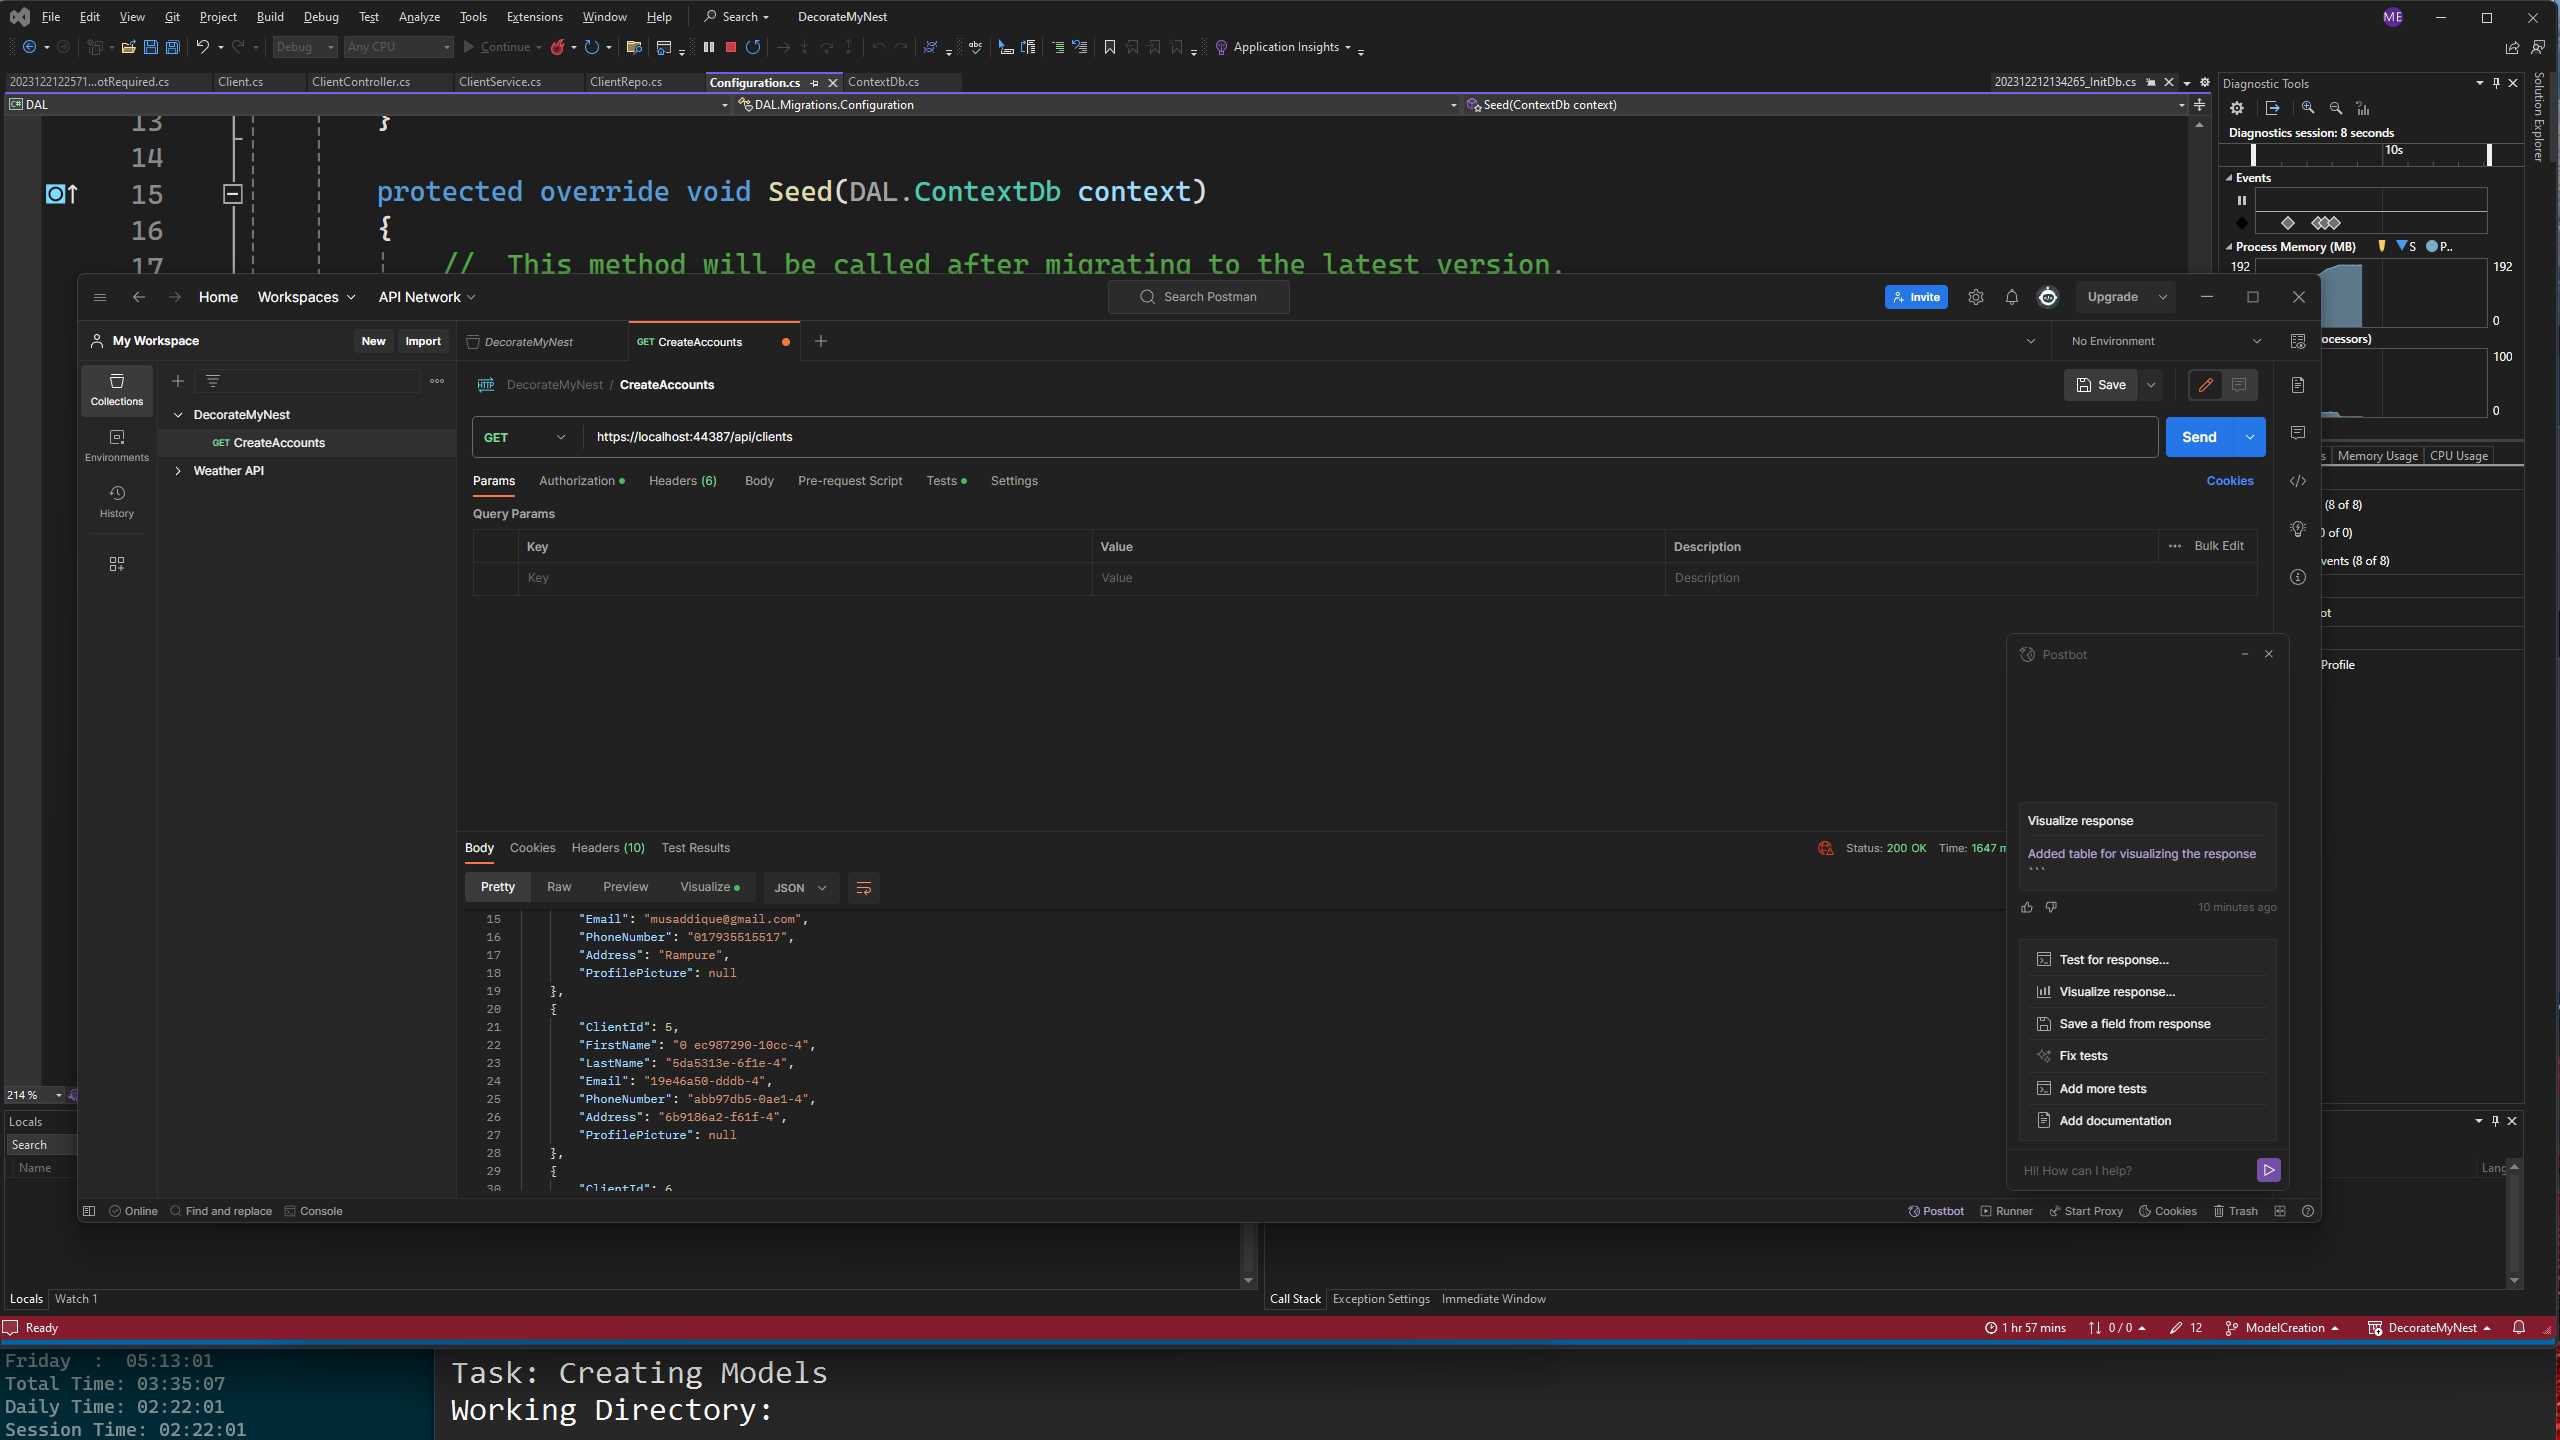 File Edit View Git Project Build Debug Test Analyze Tools Extensions Window Help Search DecorateMyNest ME
Debug Any CPU Continue Application Insights
2023122122571...otRequired.cs Client.cs ClientController.cs ClientService.cs ClientRepo.cs Configuration.cs ContextDb.cs 202312212134265_InitDb.cs
DAL DAL.Migrations.Configuration Seed(ContextDb context)
13 }
14
15 protected override void Seed(DAL.ContextDb context)
16 {
17 //  This method will be called after migrating to the latest version.
Diagnostic Tools
Solution Explorer
Diagnostics session: 8 seconds
10s
Events
Process Memory (MB) S P..
192 192
0
ocessors)
100
0
s Memory Usage CPU Usage
(8 of 8)
0 of 0)
vents (8 of 8)
ot
Profile
Home Workspaces API Network Search Postman Invite Upgrade
My Workspace New Import DecorateMyNest GET CreateAccounts No Environment
Collections
Environments
History
DecorateMyNest
GET CreateAccounts
Weather API
HTTP DecorateMyNest / CreateAccounts Save
GET https://localhost:44387/api/clients Send
Params Authorization Headers (6) Body Pre-request Script Tests Settings Cookies
Query Params
Key Value Description Bulk Edit
Key Value Description
Body Cookies Headers (10) Test Results Status: 200 OK Time: 1647 m
Pretty Raw Preview Visualize JSON
15 "Email": "musaddique@gmail.com",
16 "PhoneNumber": "017935515517",
17 "Address": "Rampure",
18 "ProfilePicture": null
19 },
20 {
21 "ClientId": 5,
22 "FirstName": "0 ec987290-10cc-4",
23 "LastName": "5da5313e-6f1e-4",
24 "Email": "19e46a50-dddb-4",
25 "PhoneNumber": "abb97db5-0ae1-4",
26 "Address": "6b9186a2-f61f-4",
27 "ProfilePicture": null
28 },
29 {
30 "ClientId": 6
Postbot
Visualize response
Added table for visualizing the response
```
10 minutes ago
Test for response...
Visualize response...
Save a field from response
Fix tests
Add more tests
Add documentation
Hi! How can I help?
Online Find and replace Console Postbot Runner Start Proxy Cookies Trash
214 %
Locals
Search
Name
Lang
Locals Watch 1
Call Stack Exception Settings Immediate Window
Ready 1 hr 57 mins 0 / 0 12 ModelCreation DecorateMyNest
Friday  :  05:13:01
Total Time: 03:35:07
Daily Time: 02:22:01
Session Time: 02:22:01
Task: Creating Models
Working Directory: